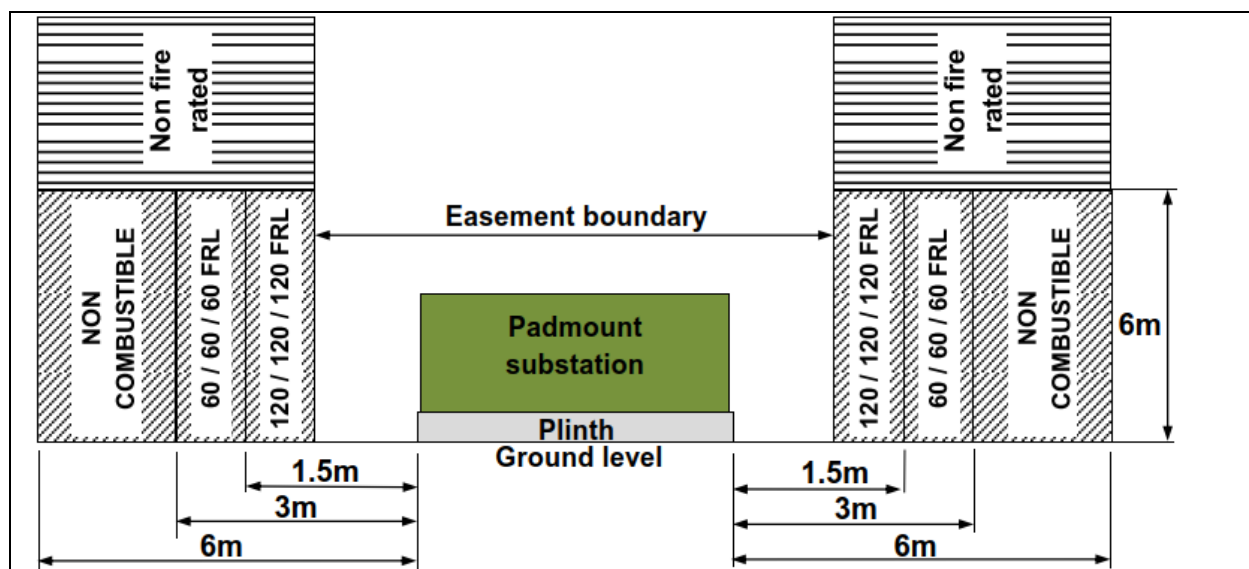 Non fire
rated
Non fire
rated
Easement boundary
NON
COMBUSTIBLE
60 / 60 / 60 FRL
120 / 120 / 120 FRL
Padmount
substation
120 / 120 / 120 FRL
60 / 60 / 60 FRL
NON
COMBUSTIBLE
6m
Plinth
Ground level
1.5m
1.5m
3m
3m
6m
6m